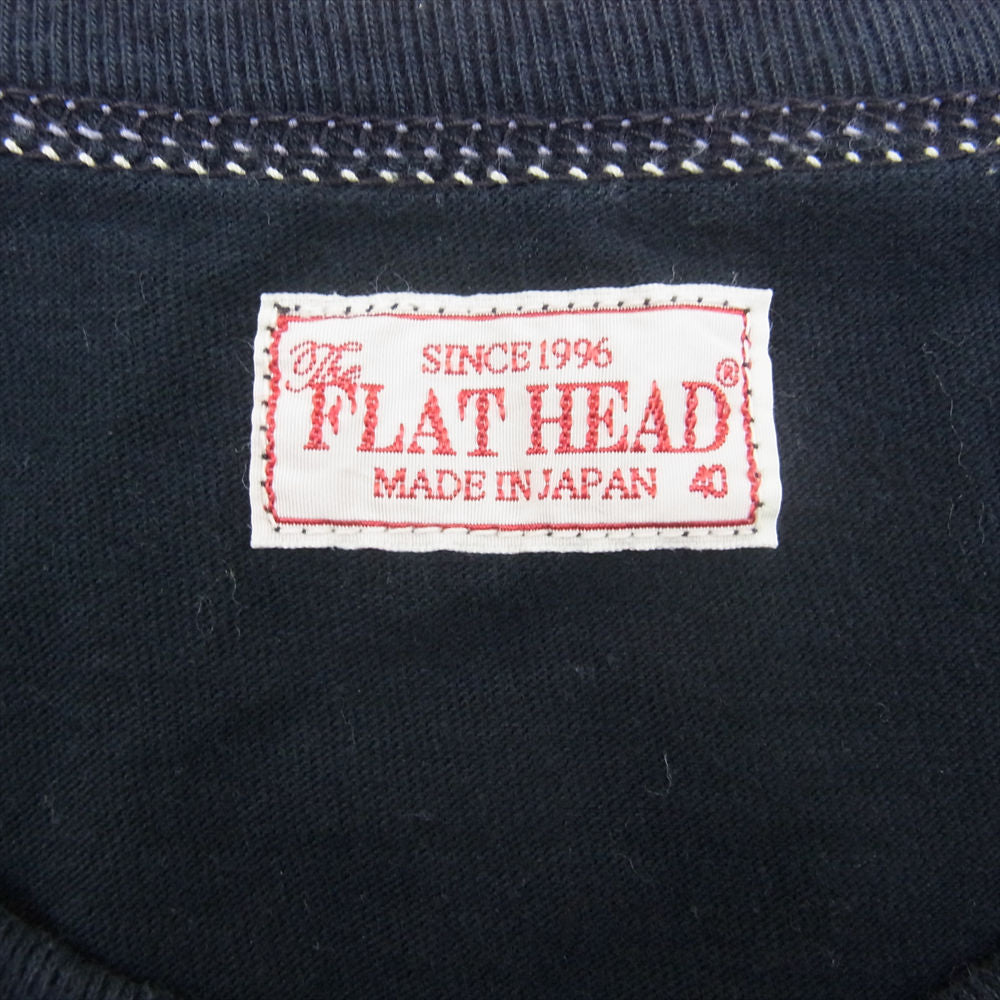 SINCE 1996
The
FLAT HEAD®
MADE IN JAPAN 40